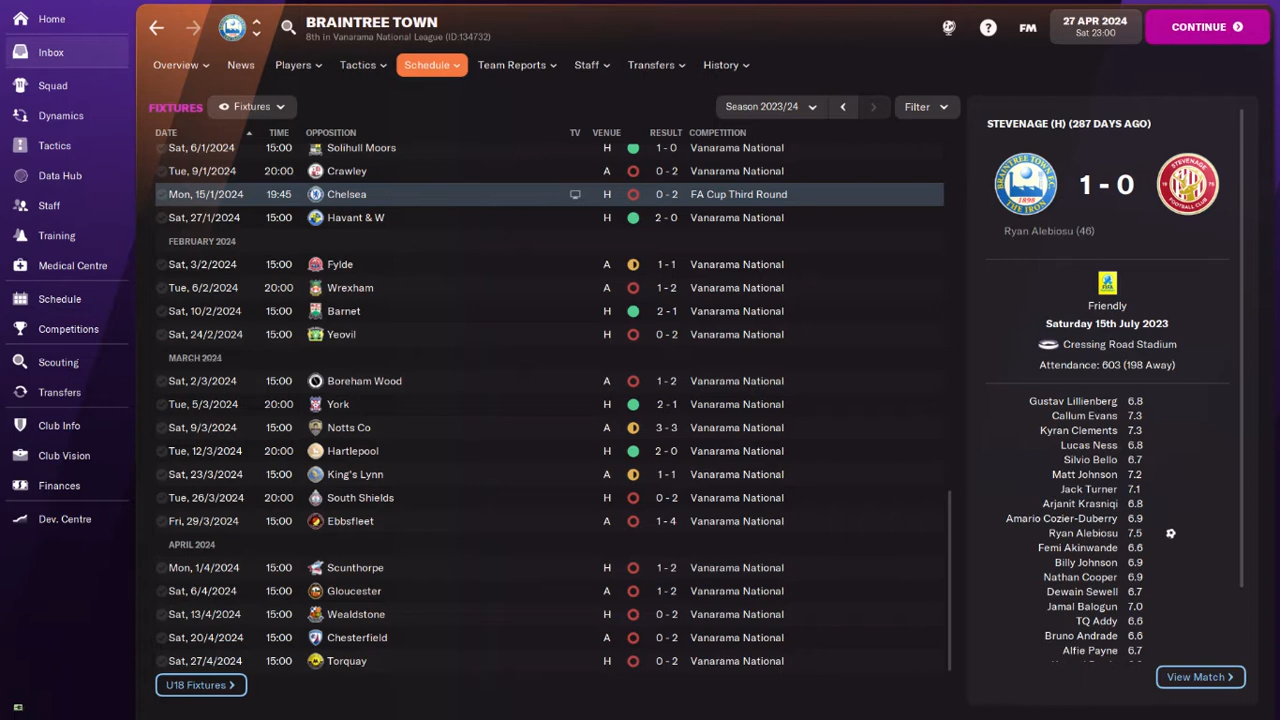 Home
Inbox
Squad
Dynamics
Tactics
Data Hub
Staff
Training
Medical Centre
Schedule
Competitions
Scouting
Transfers
Club Info
Club Vision
Finances
Dev. Centre
BRAINTREE TOWN
8th in Vanarama National League (ID:134732)
FM
27 APR 2024
Sat 23:00
CONTINUE
Overview News Players Tactics Schedule Team Reports Staff Transfers History
FIXTURES Fixtures Season 2023/24 Filter
DATE TIME OPPOSITION TV VENUE RESULT COMPETITION
Sat, 6/1/2024 15:00 Solihull Moors H 1 - 0 Vanarama National
Tue, 9/1/2024 20:00 Crawley A 0 - 2 Vanarama National
Mon, 15/1/2024 19:45 Chelsea H 0 - 2 FA Cup Third Round
Sat, 27/1/2024 15:00 Havant & W H 2 - 0 Vanarama National
FEBRUARY 2024
Sat, 3/2/2024 15:00 Fylde A 1 - 1 Vanarama National
Tue, 6/2/2024 20:00 Wrexham A 1 - 2 Vanarama National
Sat, 10/2/2024 15:00 Barnet H 2 - 1 Vanarama National
Sat, 24/2/2024 15:00 Yeovil H 0 - 2 Vanarama National
MARCH 2024
Sat, 2/3/2024 15:00 Boreham Wood A 1 - 2 Vanarama National
Tue, 5/3/2024 20:00 York H 2 - 1 Vanarama National
Sat, 9/3/2024 15:00 Notts Co A 3 - 3 Vanarama National
Tue, 12/3/2024 20:00 Hartlepool H 2 - 0 Vanarama National
Sat, 23/3/2024 15:00 King's Lynn A 1 - 1 Vanarama National
Tue, 26/3/2024 20:00 South Shields H 0 - 2 Vanarama National
Fri, 29/3/2024 15:00 Ebbsfleet A 1 - 4 Vanarama National
APRIL 2024
Mon, 1/4/2024 15:00 Scunthorpe H 1 - 2 Vanarama National
Sat, 6/4/2024 15:00 Gloucester A 1 - 2 Vanarama National
Sat, 13/4/2024 15:00 Wealdstone H 0 - 2 Vanarama National
Sat, 20/4/2024 15:00 Chesterfield A 0 - 2 Vanarama National
Sat, 27/4/2024 15:00 Torquay H 0 - 2 Vanarama National
U18 Fixtures
STEVENAGE (H) (287 DAYS AGO)
BRAINTREE TOWN F.C.
1898
THE IRON
1 - 0
STEVENAGE
FOOTBALL CLUB
Ryan Alebiosu (46)
Friendly
Saturday 15th July 2023
Cressing Road Stadium
Attendance: 603 (198 Away)
Gustav Lillienberg 6.8
Callum Evans 7.3
Kyran Clements 7.3
Lucas Ness 6.8
Silvio Bello 6.7
Matt Johnson 7.2
Jack Turner 7.1
Arjanit Krasniqi 6.8
Amario Cozier-Duberry 6.9
Ryan Alebiosu 7.5
Femi Akinwande 6.6
Billy Johnson 6.9
Nathan Cooper 6.9
Dewain Sewell 6.7
Jamal Balogun 7.0
TQ Addy 6.6
Bruno Andrade 6.6
Alfie Payne 6.7
View Match